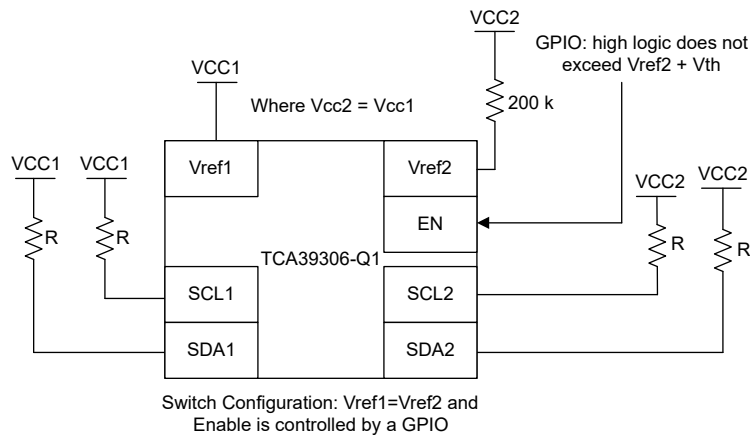 VCC2
GPIO: high logic does not
exceed Vref2 + Vth
VCC1
Where Vcc2 = Vcc1
200 k
VCC1
VCC1
Vref1
Vref2
VCC2
VCC2
EN
R
R
R
R
TCA39306-Q1
SCL1
SCL2
SDA1
SDA2
Switch Configuration: Vref1=Vref2 and
Enable is controlled by a GPIO